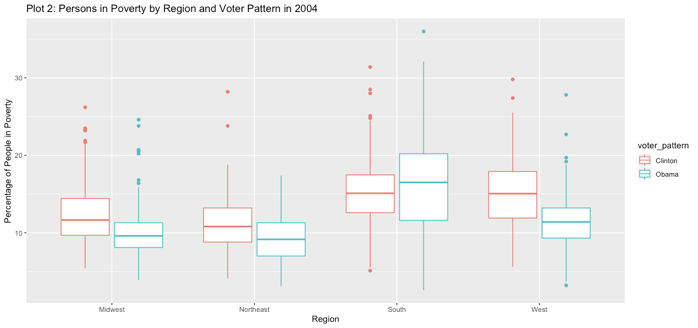 Plot 2: Persons in Poverty by Region and Voter Pattern in 2004
Percentage of People in Poverty
30
20
10
Midwest
Northeast
South
West
Region
voter_pattern
Clinton
Obama